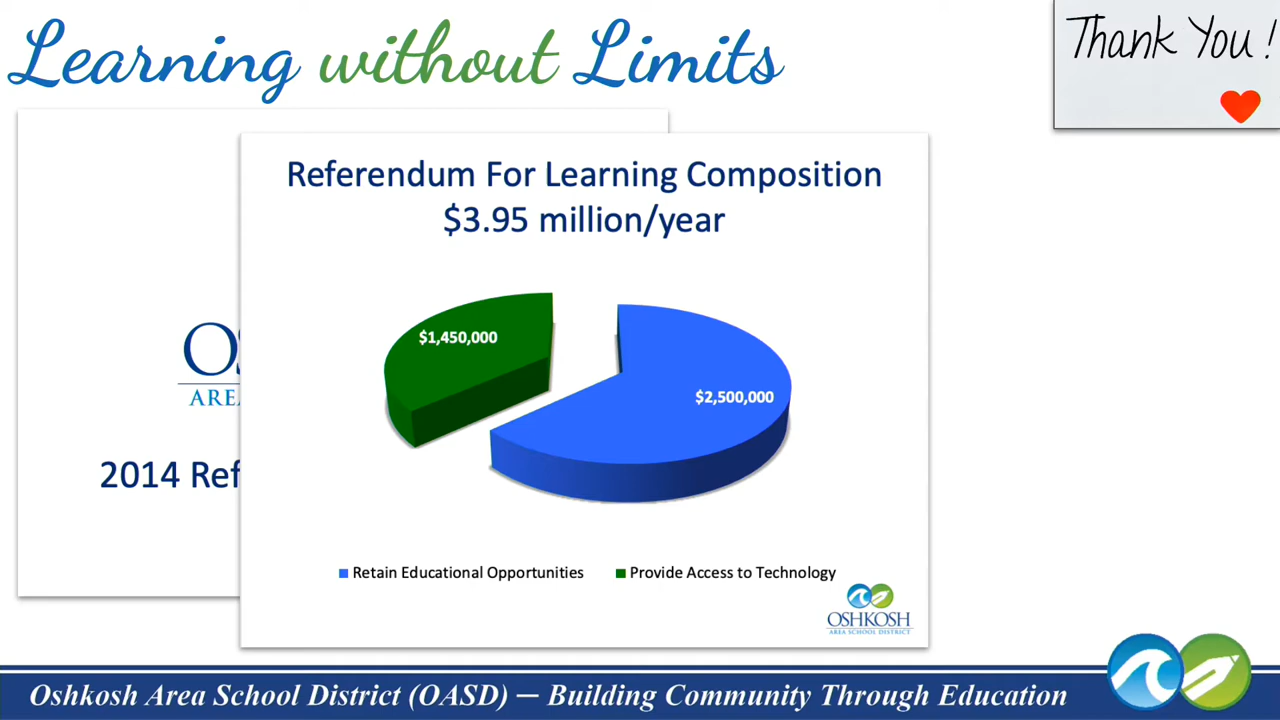 Learning without Limits
Thank You!
Referendum For Learning Composition
$3.95 million/year
$1,450,000
$2,500,000
Retain Educational Opportunities
Provide Access to Technology
OSHKOSH
AREA SCHOOL DISTRICT
OS
AREA
2014 Ref
Oshkosh Area School District (OASD) — Building Community Through Education